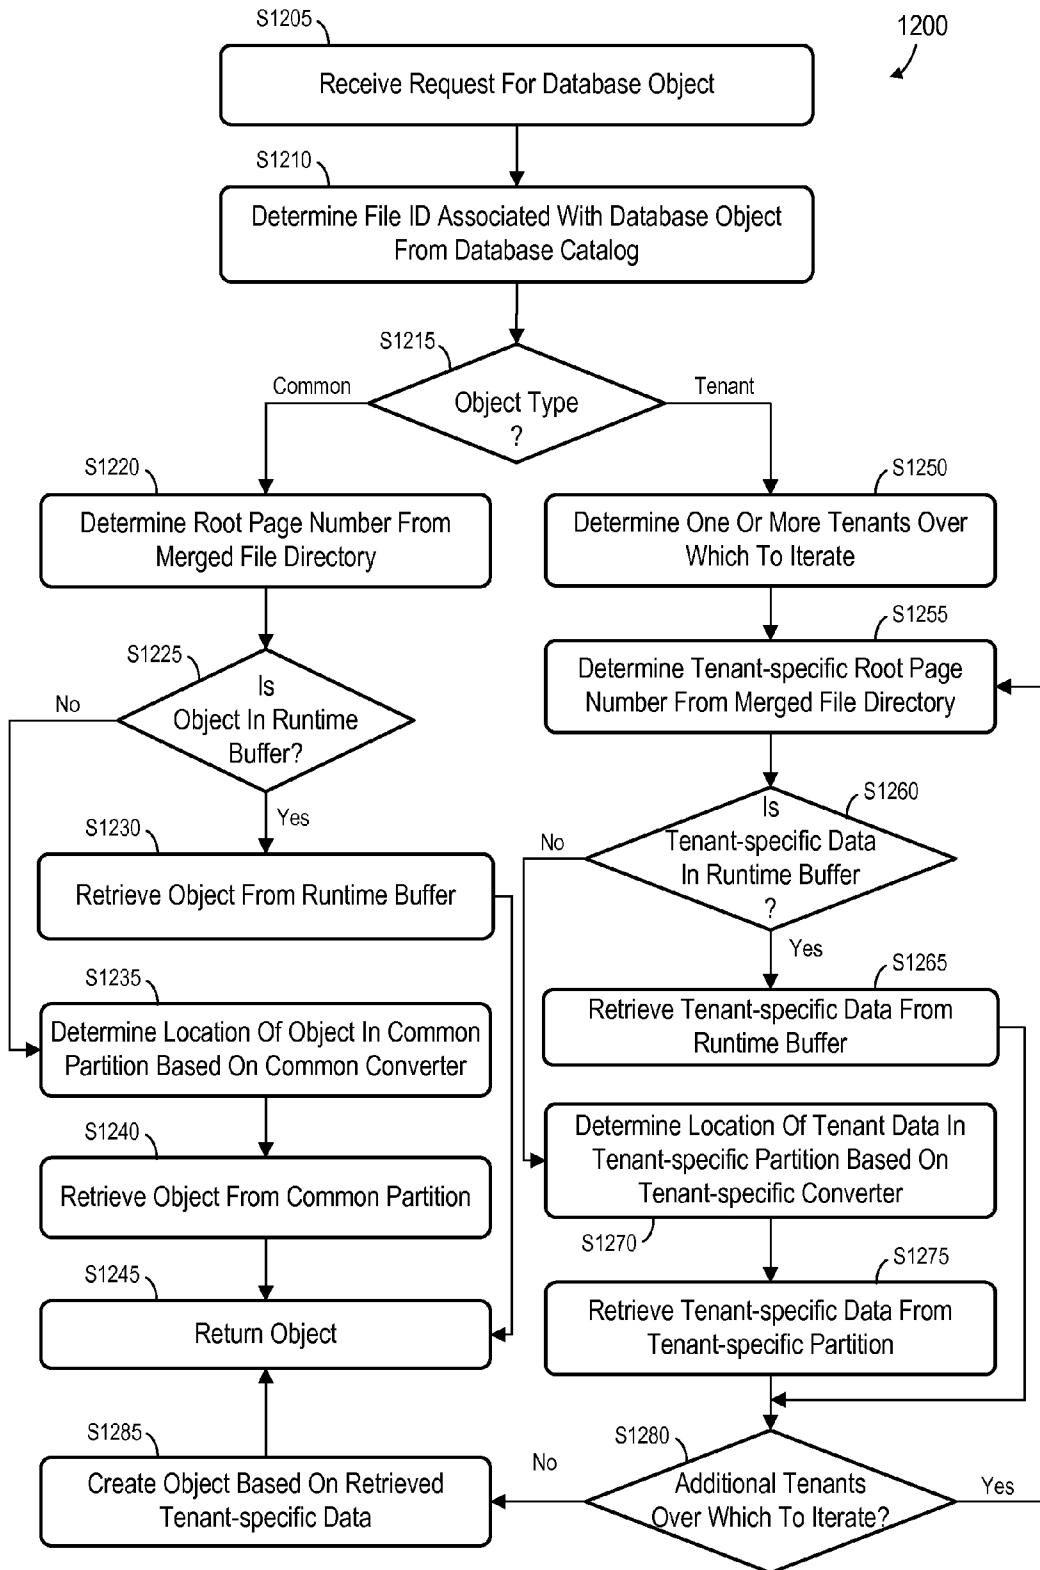 S1205
1200
Receive Request For Database Object
S1210
Determine File ID Associated With Database Object
From Database Catalog
S1215
Common
Tenant
Object Type
?
S1220
Determine Root Page Number From
Merged File Directory
S1250
Determine One Or More Tenants Over
Which To Iterate
S1225
Is
Object In Runtime
Buffer?
No
Yes
S1255
Determine Tenant-specific Root Page
Number From Merged File Directory
S1230
Retrieve Object From Runtime Buffer
S1260
Is
Tenant-specific Data
In Runtime Buffer
?
No
Yes
S1235
Determine Location Of Object In Common
Partition Based On Common Converter
S1265
Retrieve Tenant-specific Data From
Runtime Buffer
S1240
Retrieve Object From Common Partition
Determine Location Of Tenant Data In
Tenant-specific Partition Based On
Tenant-specific Converter
S1270
S1245
Return Object
S1275
Retrieve Tenant-specific Data From
Tenant-specific Partition
S1285
Create Object Based On Retrieved
Tenant-specific Data
S1280
No
Additional Tenants
Over Which To Iterate?
Yes